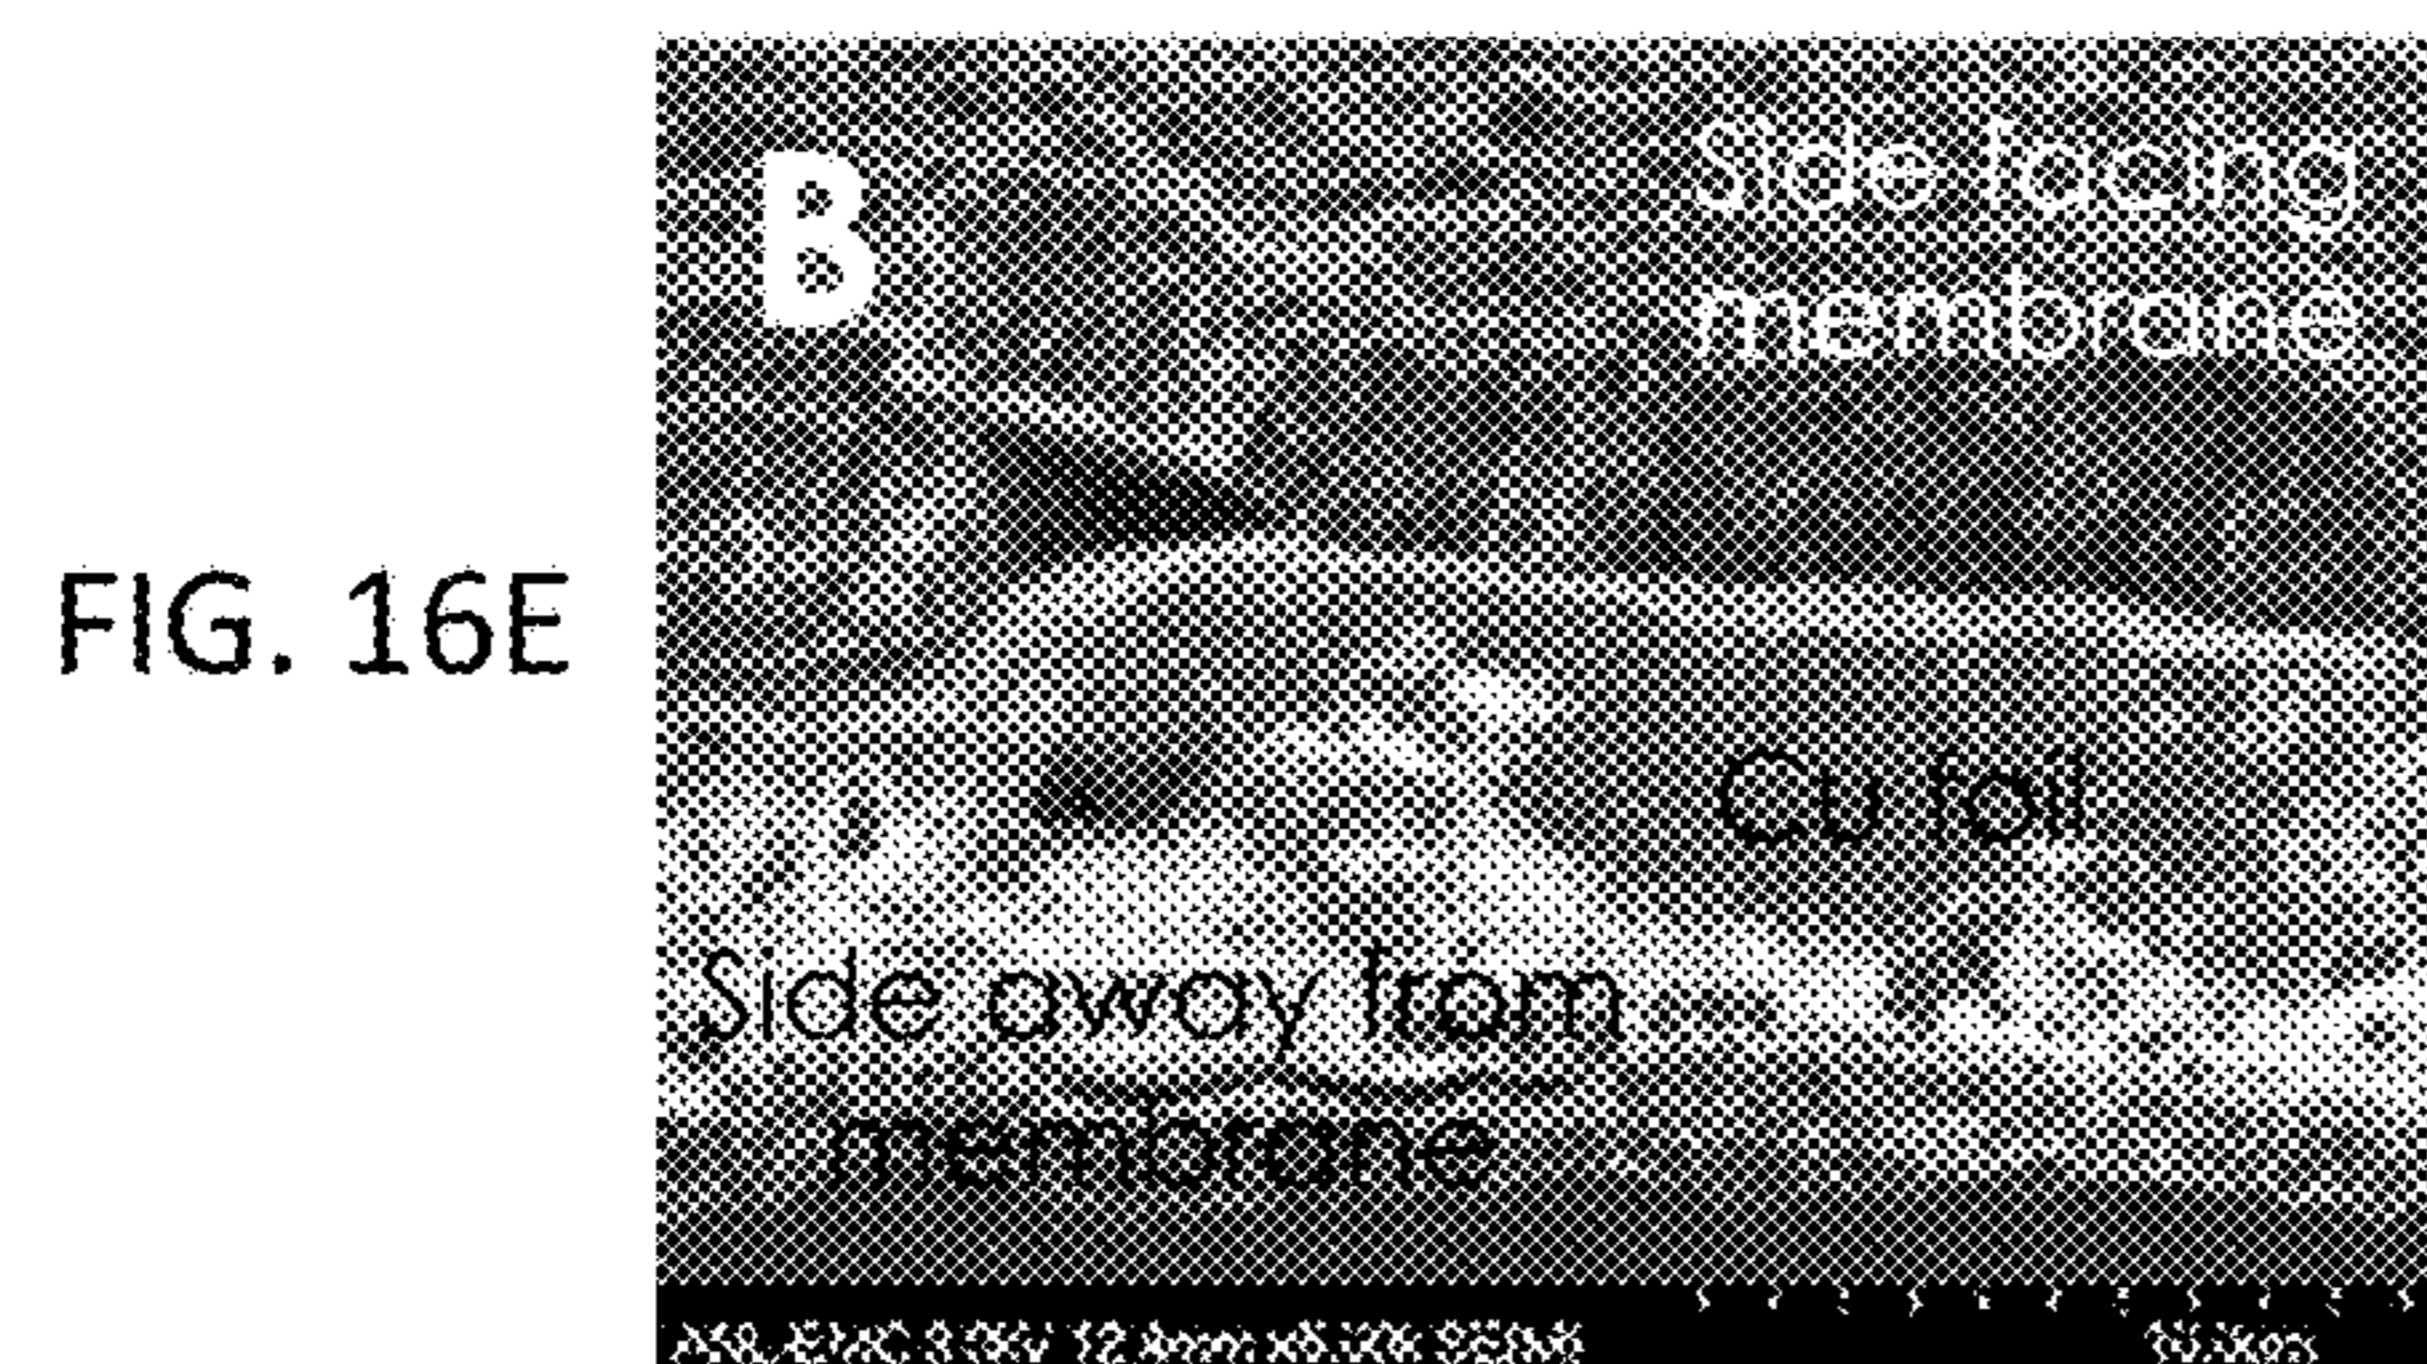 B
Side facing
membrane
FIG. 16E
Cu foil
Side away from
membrane